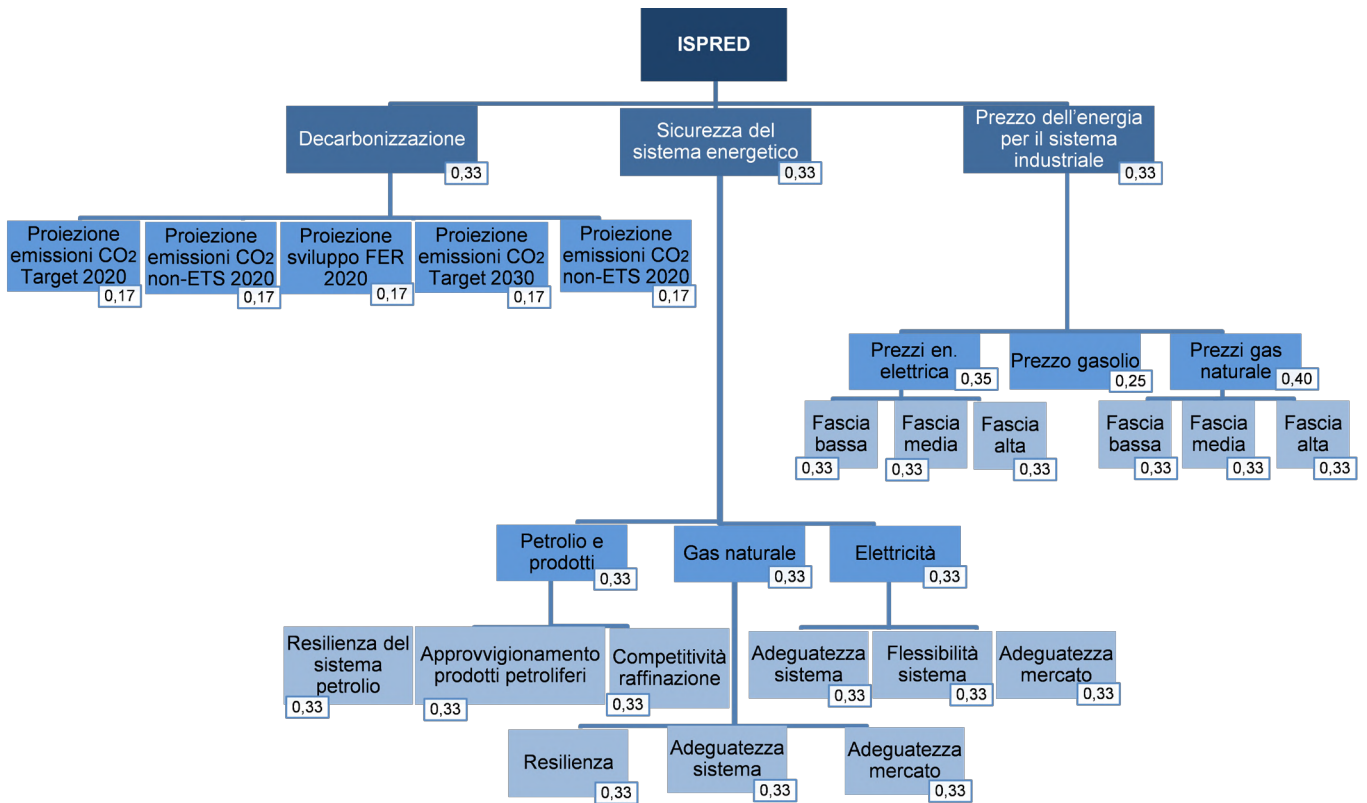 ISPRED
Decarbonizzazione
0,33
Sicurezza del
sistema energetico
0,33
Prezzo dell'energia
per il sistema
industriale
0,33
Proiezione
emissioni CO2
Target 2020
0,17
Proiezione
emissioni CO2
non-ETS 2020
0,17
Proiezione
sviluppo FER
2020
0,17
Proiezione
emissioni CO2
Target 2030
0,17
Proiezione
emissioni CO2
non-ETS 2020
0,17
Prezzi en.
elettrica
0,35
Prezzo gasolio
0,25
Prezzi gas
naturale
0,40
Fascia
bassa
0,33
Fascia
media
0,33
Fascia
alta
0,33
Fascia
bassa
0,33
Fascia
media
0,33
Fascia
alta
0,33
Petrolio e
prodotti
0,33
Gas naturale
0,33
Elettricità
0,33
Resilienza del
sistema
petrolio
0,33
Approvvigionamento
prodotti petroliferi
0,33
Competitività
raffinazione
0,33
Adeguatezza
sistema
0,33
Flessibilità
sistema
0,33
Adeguatezza
mercato
0,33
Resilienza
0,33
Adeguatezza
sistema
0,33
Adeguatezza
mercato
0,33